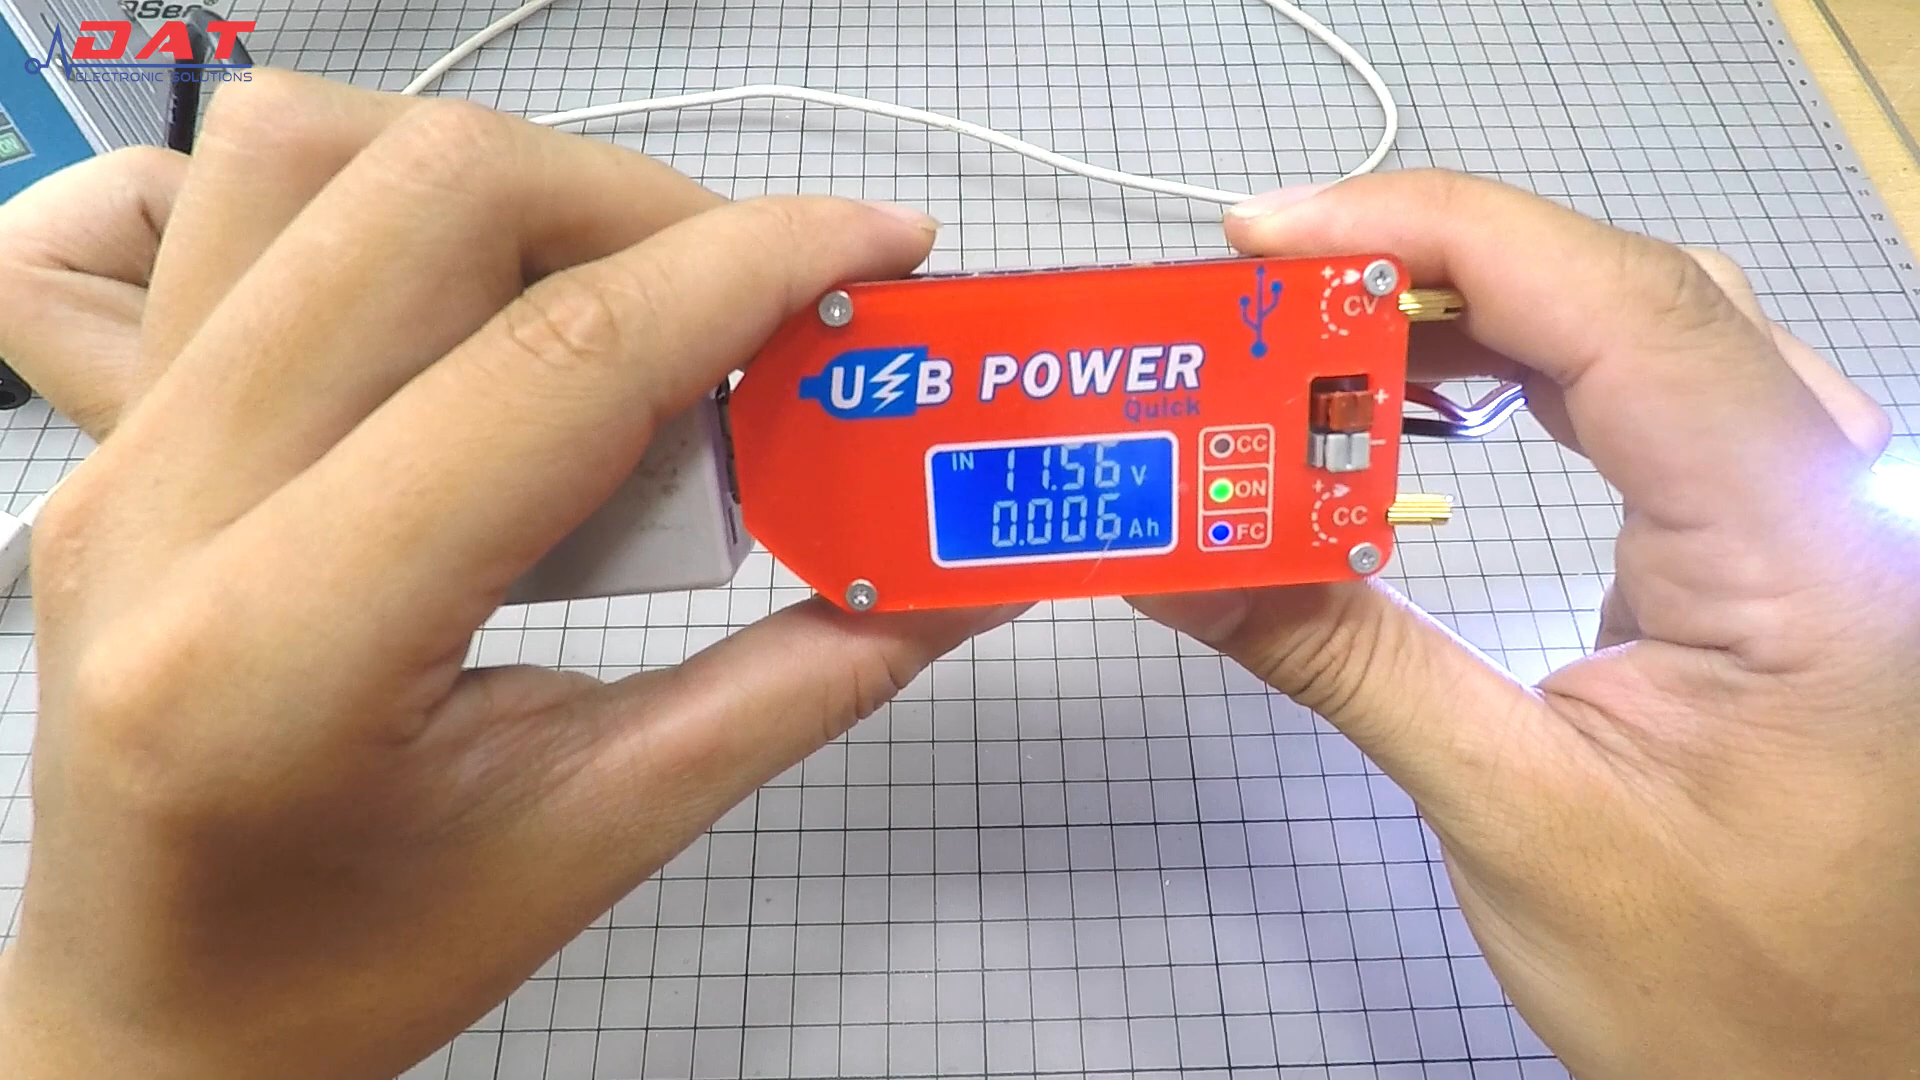 DAT
ELECTRONIC SOLUTIONS
USB POWER
Quick
IN 11.56 V
0.006 Ah
CC
ON
FC
+ CV
-
+
-
+
CC
-